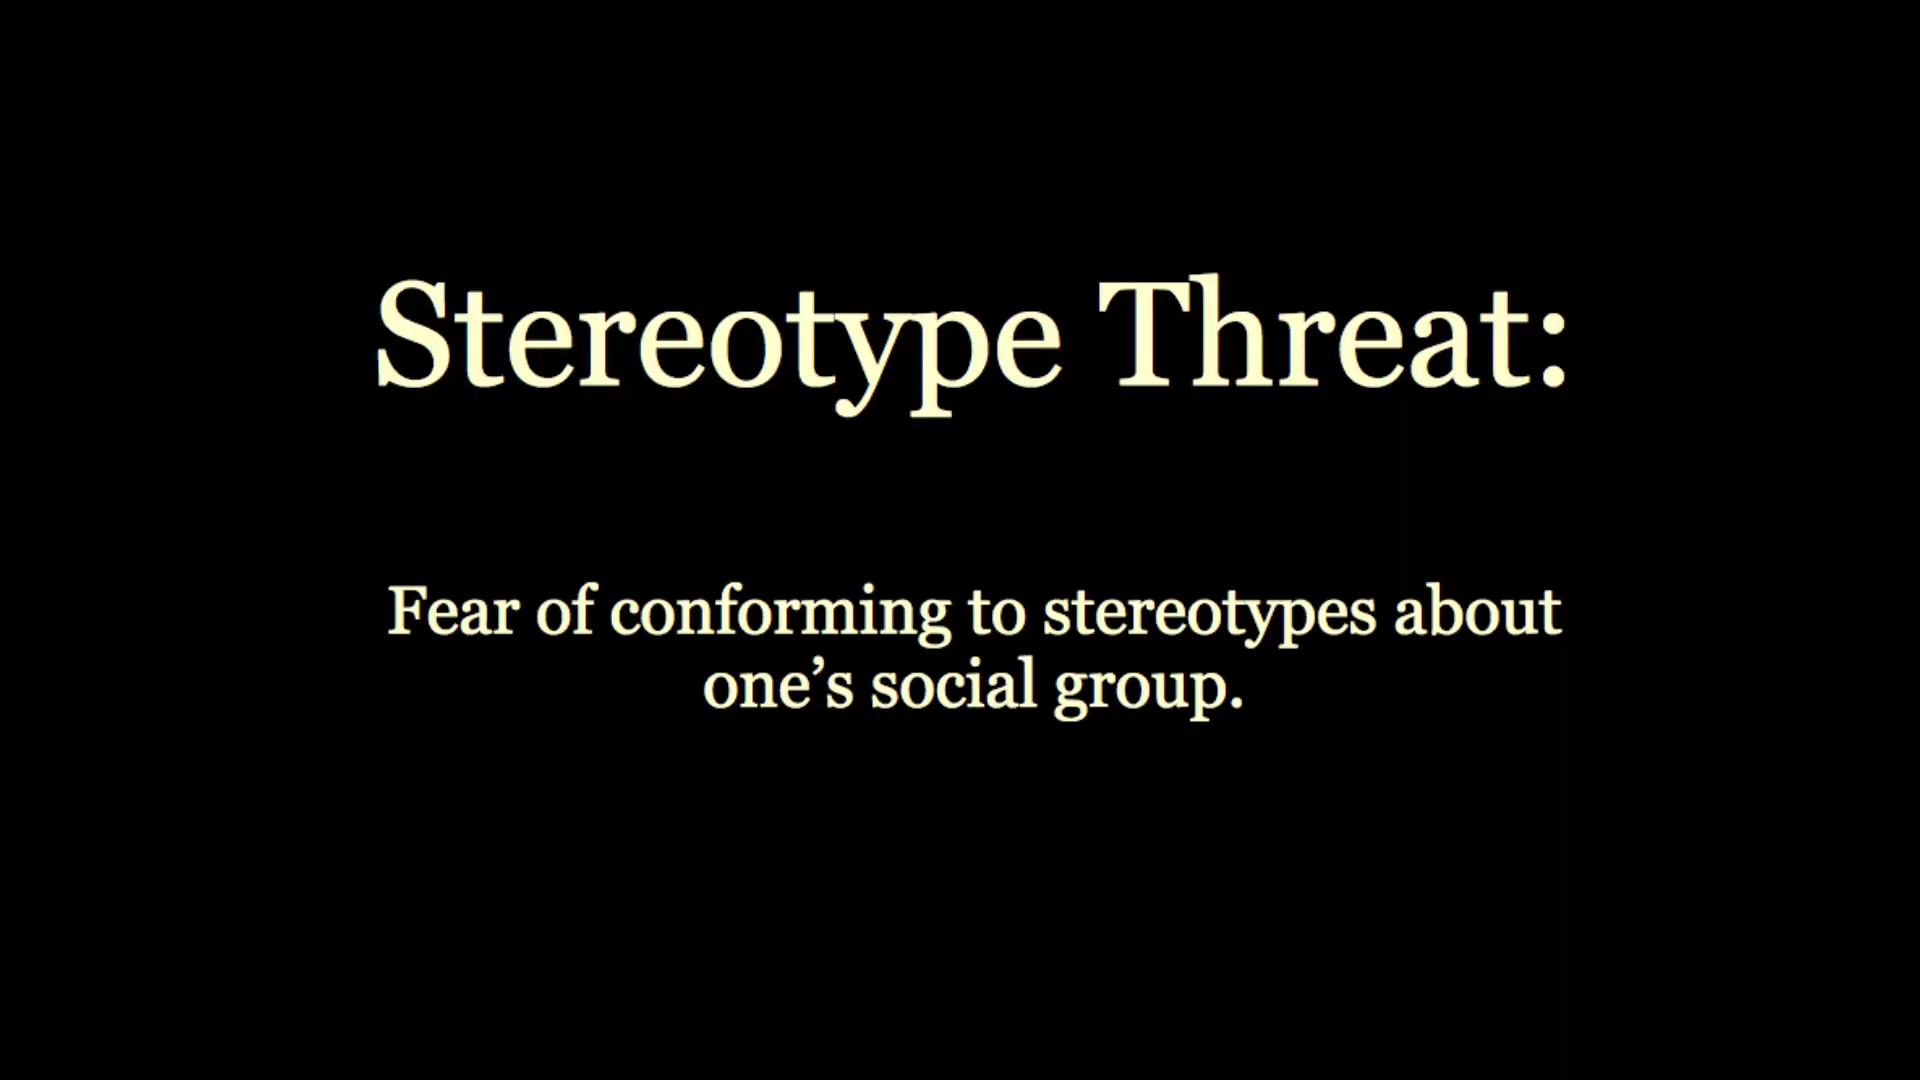 Stereotype Threat:
Fear of conforming to stereotypes about
one’s social group.